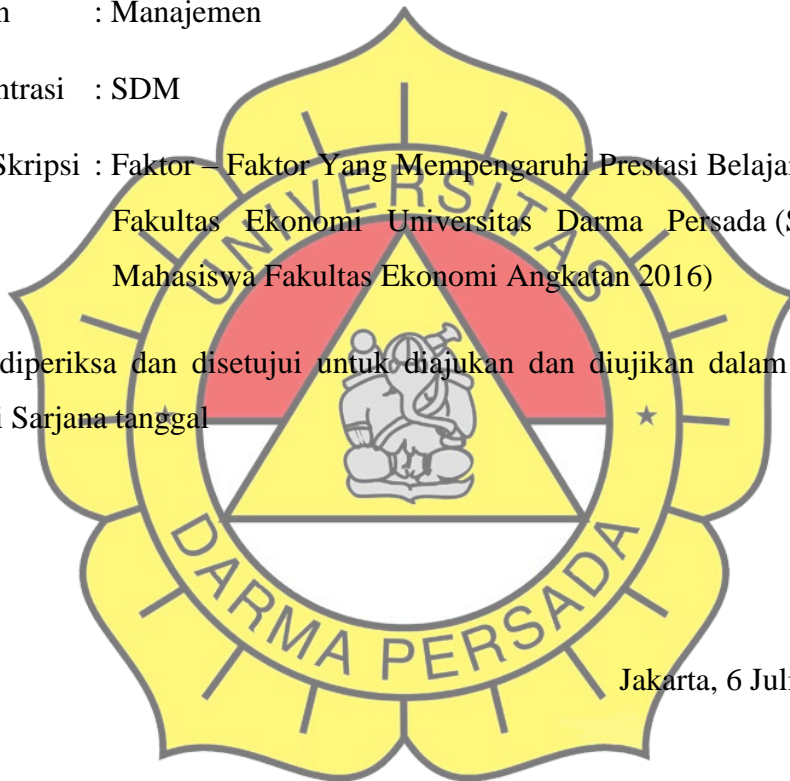 n : Manajemen
ntrasi : SDM
Skripsi : Faktor – Faktor Yang Mempengaruhi Prestasi Belajar
Fakultas Ekonomi Universitas Darma Persada (S
Mahasiswa Fakultas Ekonomi Angkatan 2016)
diperiksa dan disetujui untuk diajukan dan diujikan dalam
i Sarjana tanggal
Jakarta, 6 Juli
UNIVERSITAS
DARMA PERSADA